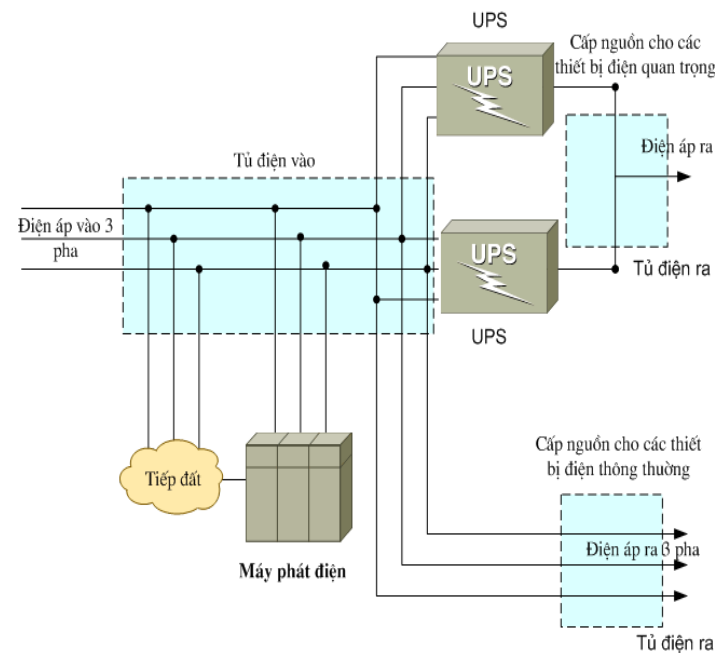 UPS
Cấp nguồn cho các
thiết bị điện quan trọng
UPS
Điện áp ra
Tủ điện vào
Điện áp vào 3
pha
UPS
Tủ điện ra
UPS
Cấp nguồn cho các thiết
bị điện thông thuờng
Tiếp đất
Điện áp ra 3 pha
Máy phát điện
Tủ điện ra